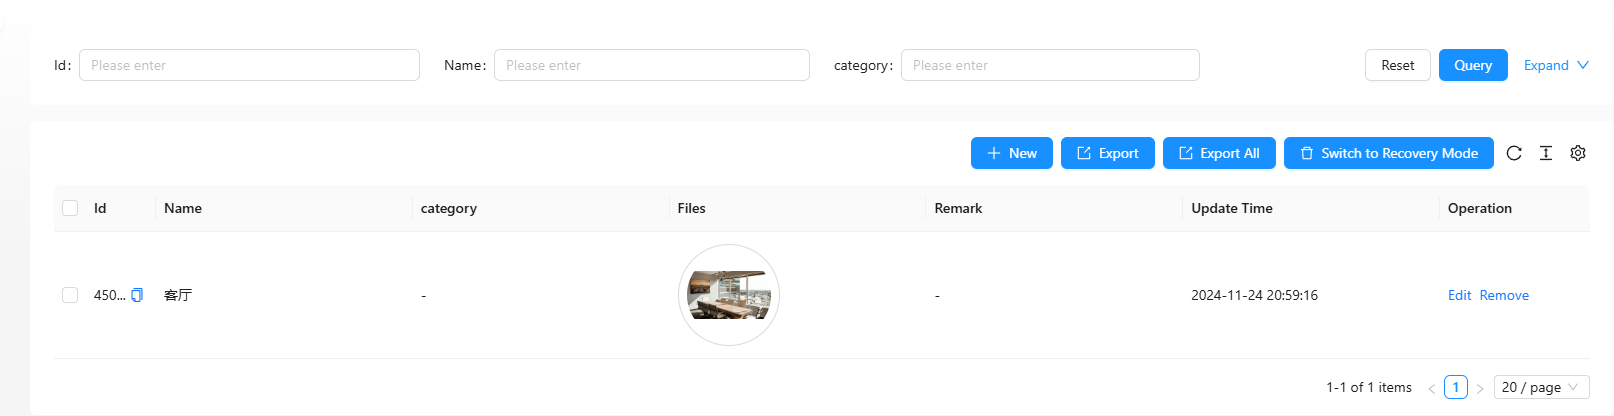 Id: Please enter Name: Please enter category: Please enter Reset Query Expand
New Export Export All Switch to Recovery Mode
Id Name category Files Remark Update Time Operation
450... 客厅 - - 2024-11-24 20:59:16 Edit Remove
1-1 of 1 items 1 20 / page